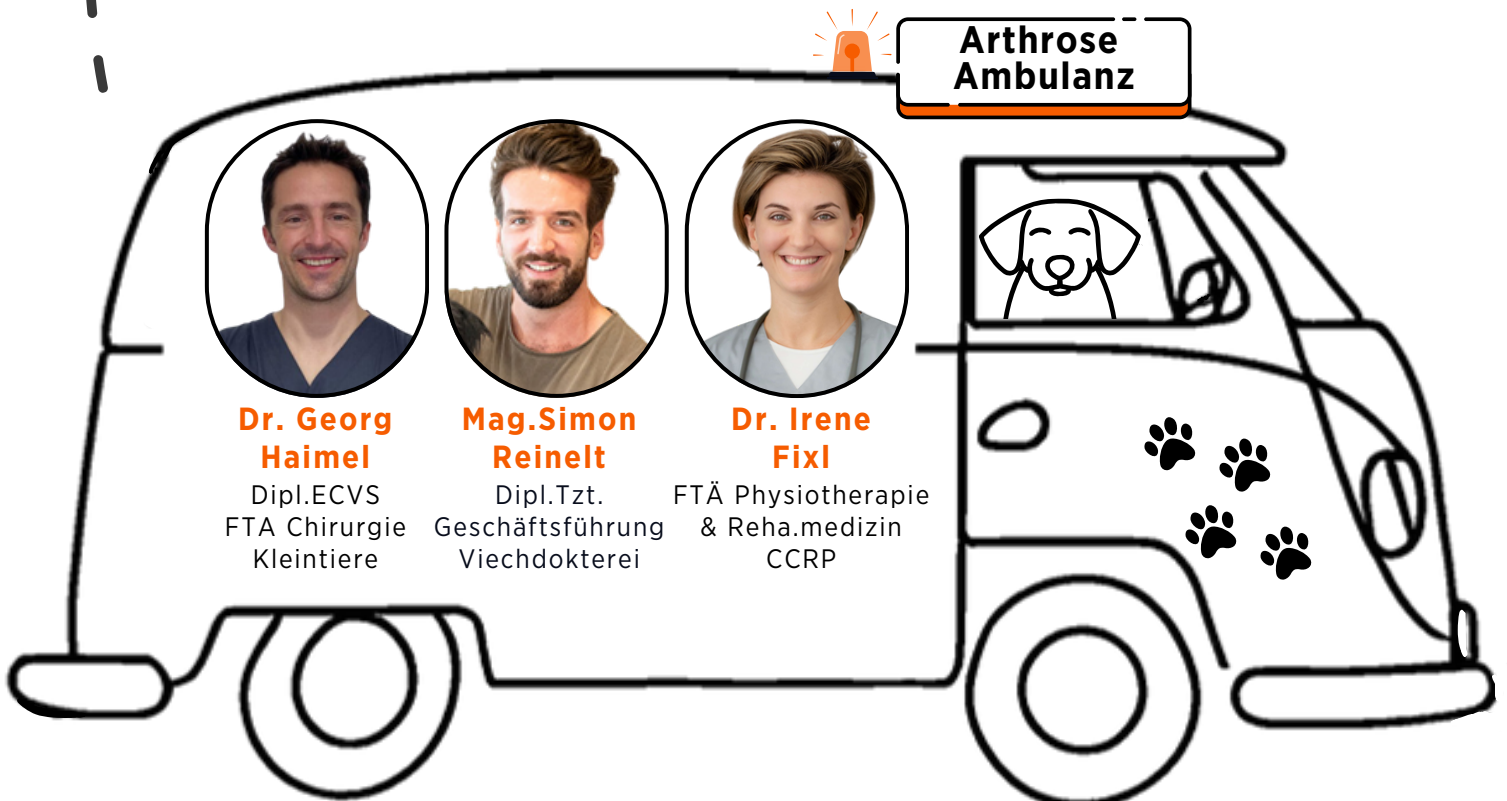 Arthrose
Ambulanz
Dr. Georg
Haimel
Dipl.ECVS
FTA Chirurgie
Kleintiere
Mag.Simon
Reinelt
Dipl.Tzt.
Geschäftsführung
Viechdokterei
Dr. Irene
Fixl
FTÄ Physiotherapie
& Reha.medizin
CCRP